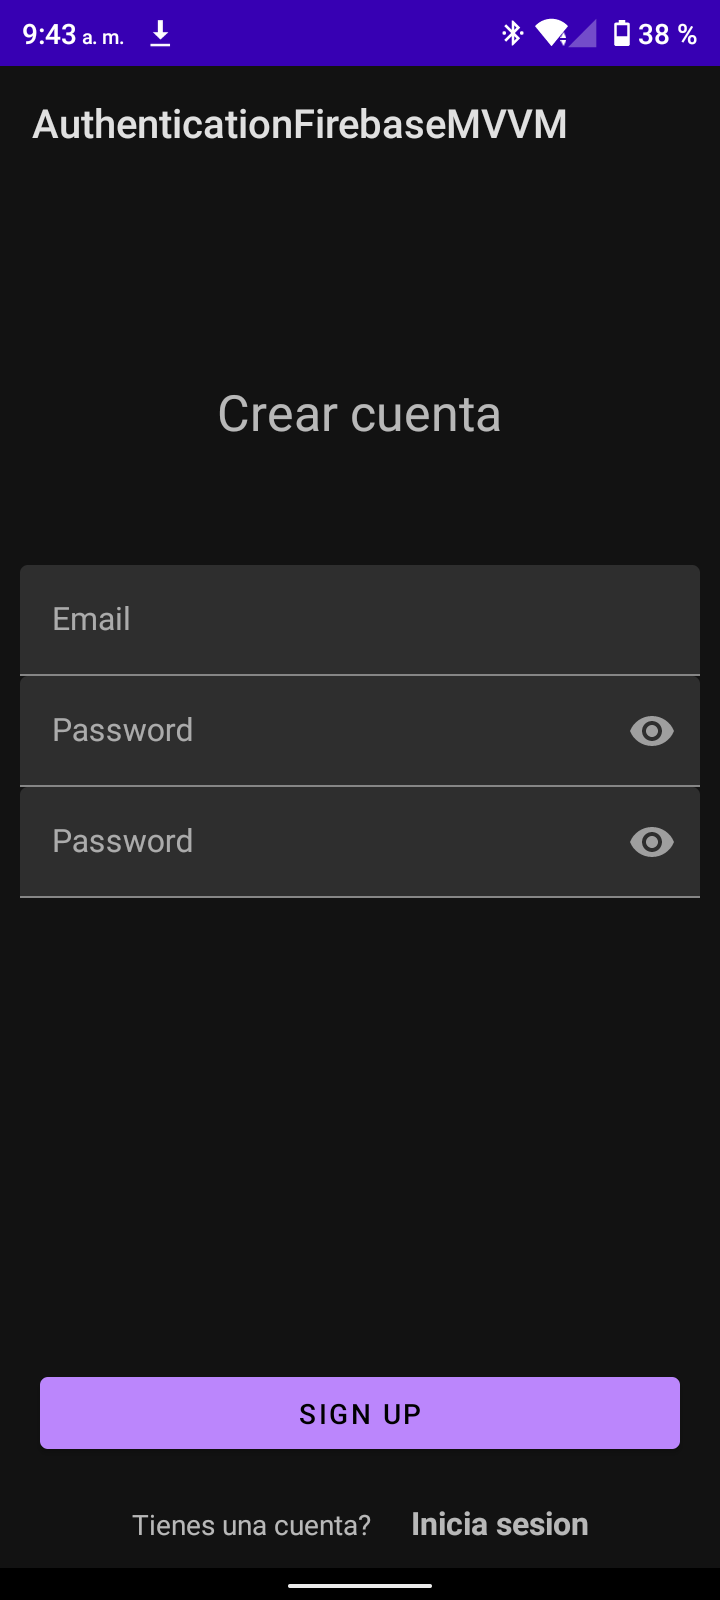 9:43 a. m. 38 %
AuthenticationFirebaseMVVM
Crear cuenta
Email
Password
Password
SIGN UP
Tienes una cuenta? Inicia sesion